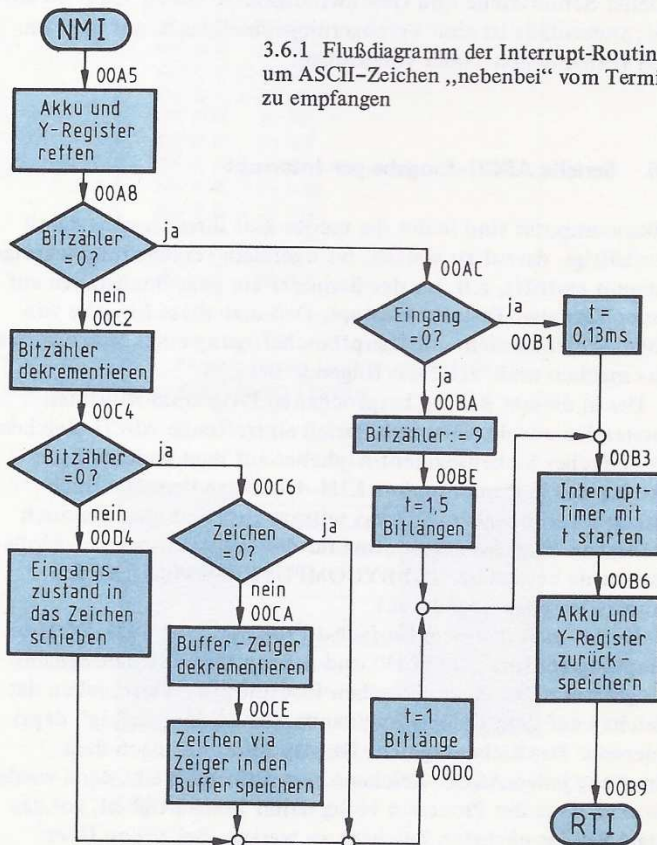 NMI
3.6.1 Flußdiagramm der Interrupt-Routin
um ASCII–Zeichen „nebenbei“ vom Termi
zu empfangen
00A5
Akku und
Y-Register
retten
00A8
Bitzähler
=0?
ja
nein
00C2
Bitzähler
dekrementieren
00C4
Bitzähler
=0?
ja
nein
00D4
Eingangs-
zustand in
das Zeichen
schieben
00C6
Zeichen
=0?
ja
nein
00CA
Buffer-Zeiger
dekrementieren
00CE
Zeichen via
Zeiger in den
Buffer speichern
00AC
Eingang
=0?
ja
00B1
t =
0,13ms
ja
00BA
Bitzähler := 9
00BE
t=1,5
Bitlängen
t=1
Bitlänge
00D0
00B3
Interrupt-
Timer mit
t starten
00B6
Akku und
Y-Register
zurück-
speichern
00B9
RTI